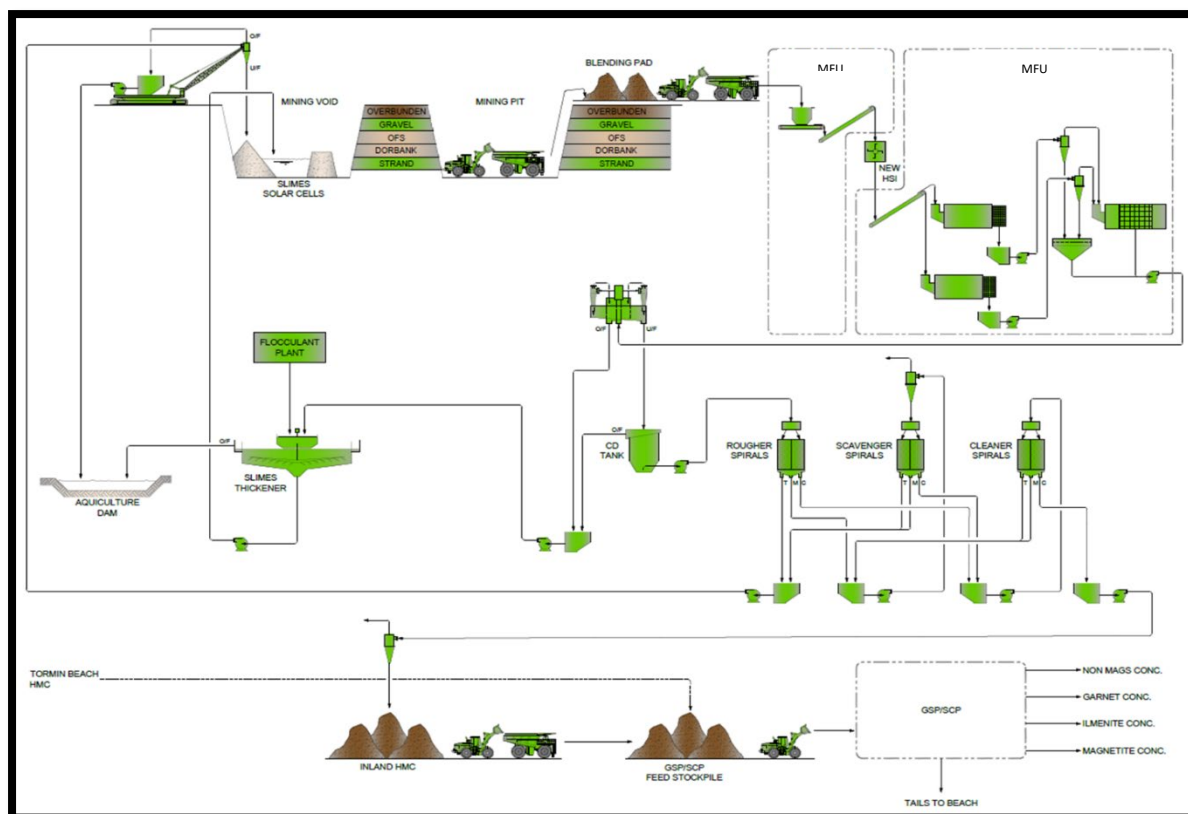 O/F
U/F
MINING VOID
MINING PIT
BLENDING PAD
MFU
MFU
OVERBUNDEN
GRAVEL
OFS
DORBANK
STRAND
OVERBUNDEN
GRAVEL
OFS
DORBANK
STRAND
NEW
HSI
SLIMES
SOLAR CELLS
FLOCCULANT
PLANT
O/F
U/F
O/F
SLIMES
THICKENER
AQUICULTURE
DAM
O/F
CD
TANK
ROUGHER
SPIRALS
SCAVENGER
SPIRALS
CLEANER
SPIRALS
T M C
T M C
T M C
TORMIN BEACH
HMC
INLAND HMC
GSP/SCP
FEED STOCKPILE
GSP/SCP
NON MAGS CONC.
GARNET CONC.
ILMENITE CONC.
MAGNETITE CONC.
TAILS TO BEACH